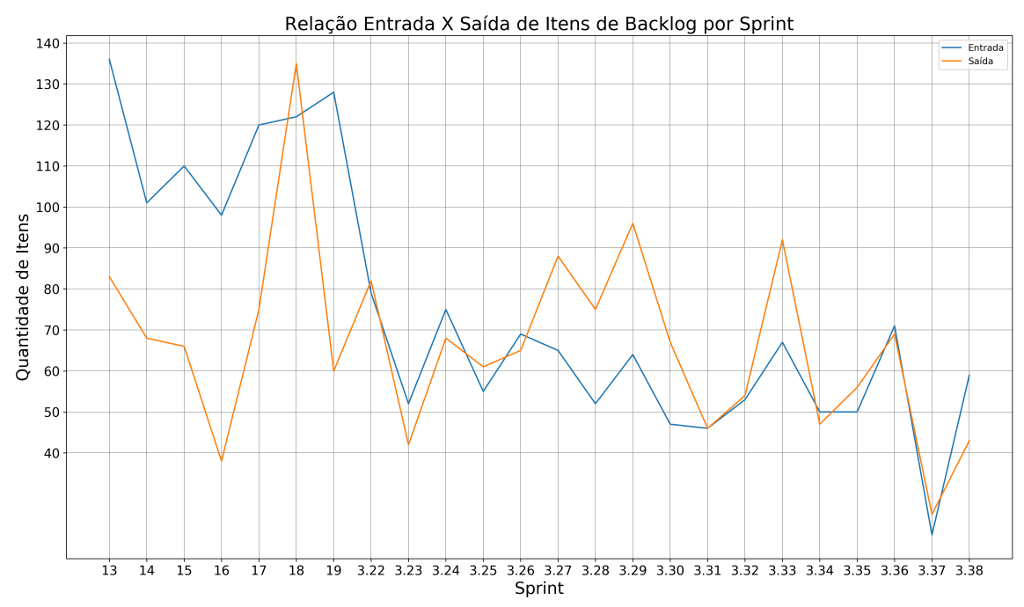 Relação Entrada X Saída de Itens de Backlog por Sprint
Entrada
Saída
140
130
120
110
100
90
80
70
60
50
40
Quantidade de Itens
13 14 15 16 17 18 19 3.22 3.23 3.24 3.25 3.26 3.27 3.28 3.29 3.30 3.31 3.32 3.33 3.34 3.35 3.36 3.37 3.38
Sprint